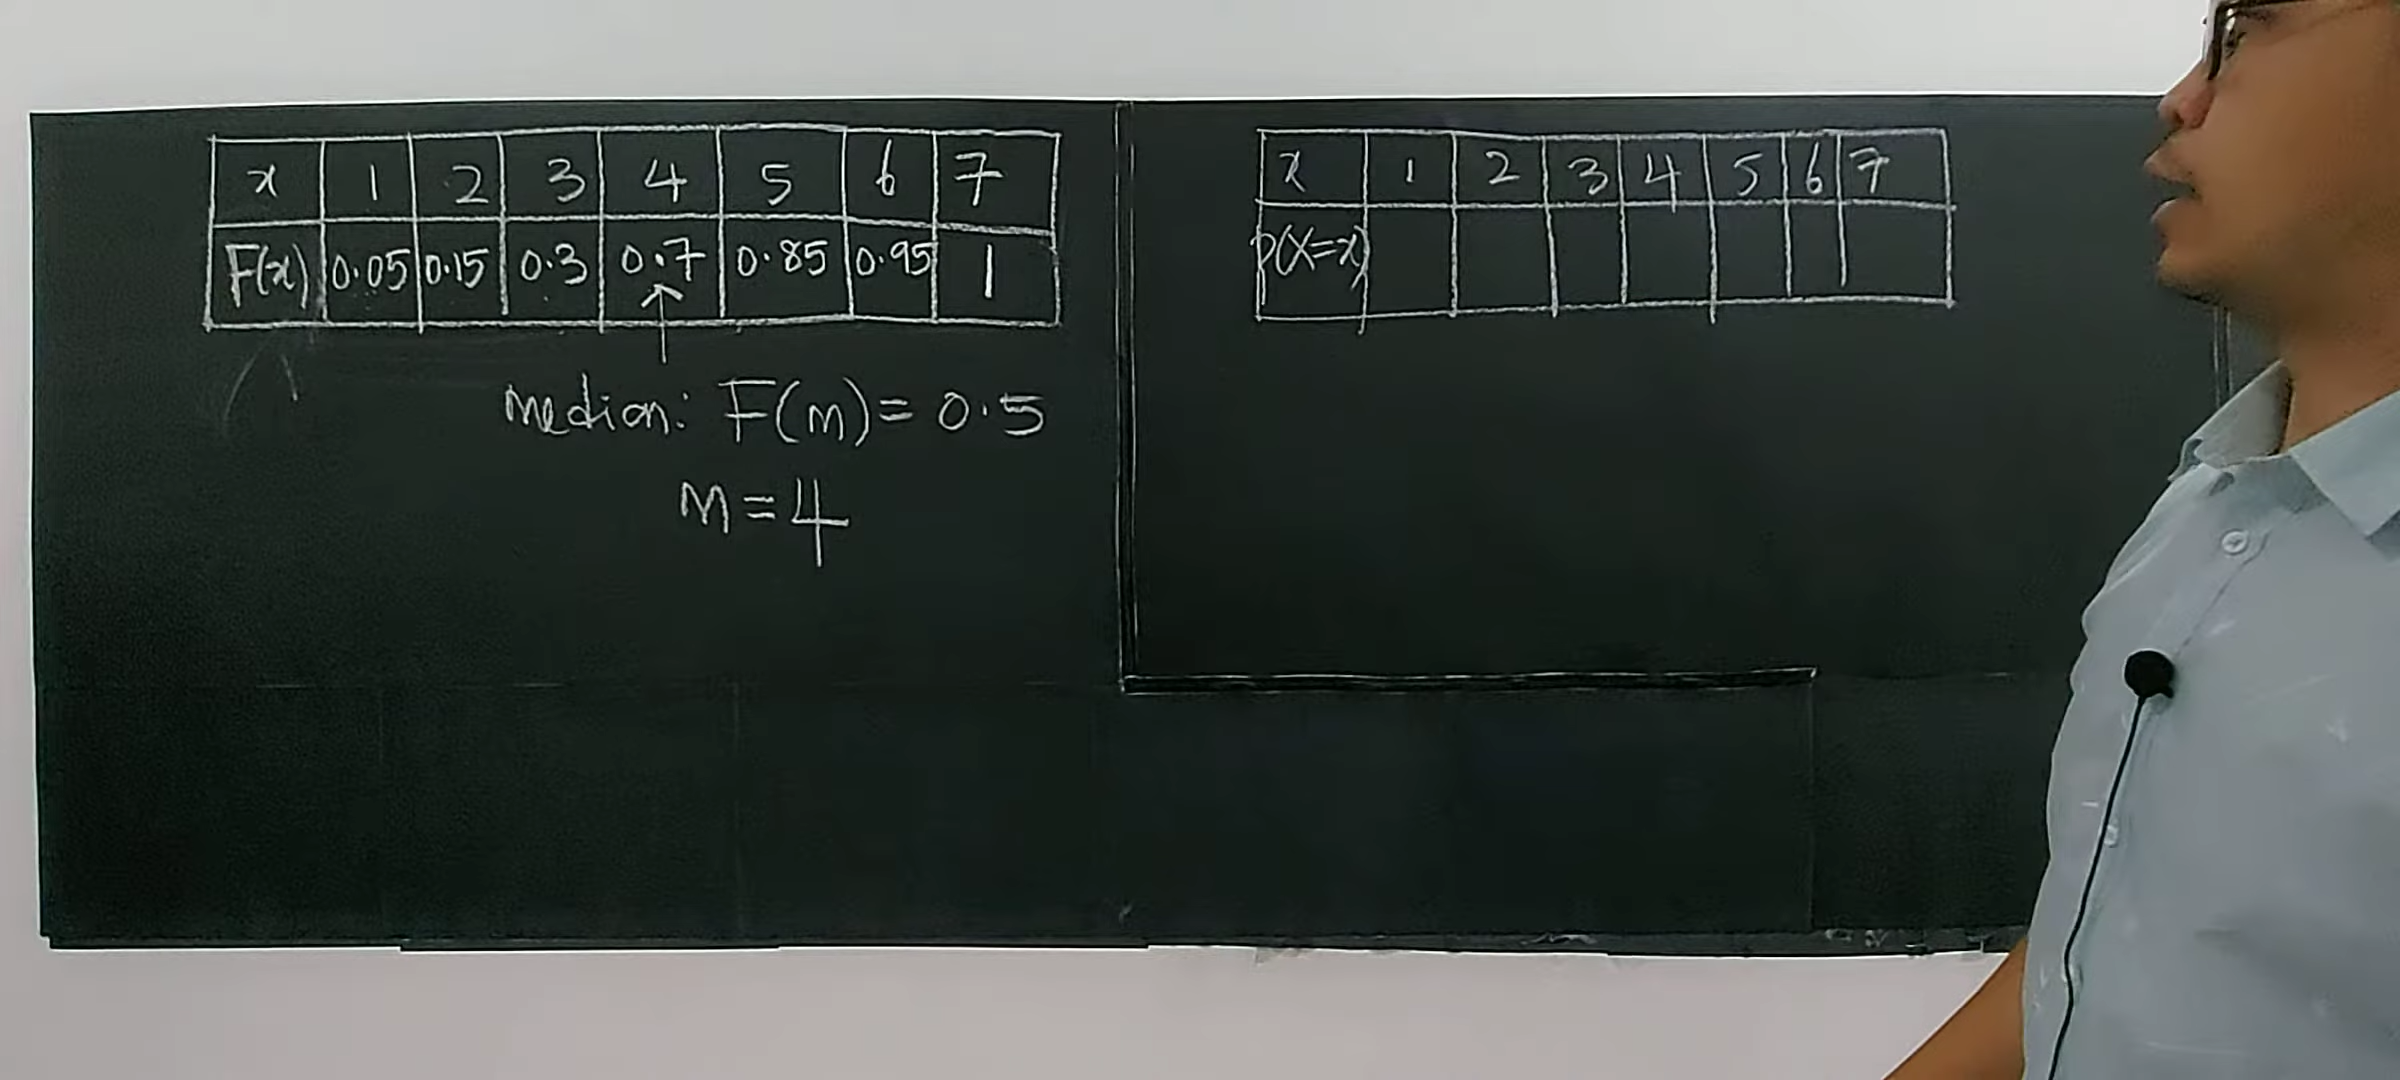 x 1 2 3 4 5 6 7
F(x) 0.05 0.15 0.3 0.7 0.85 0.95 1
median: F(m) = 0.5
m = 4
x 1 2 3 4 5 6 7
P(X=x)